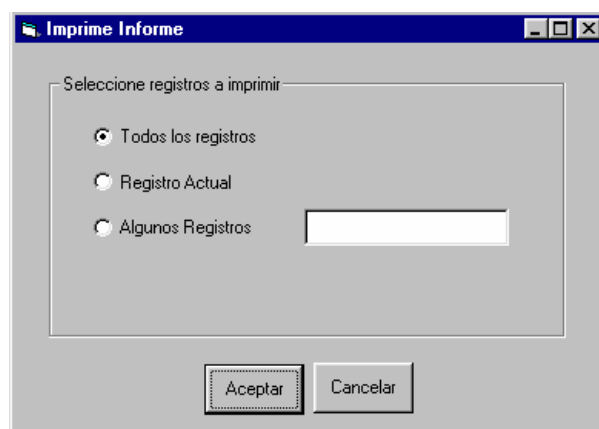 Imprime Informe
Seleccione registros a imprimir
Todos los registros
Registro Actual
Algunos Registros
Aceptar Cancelar